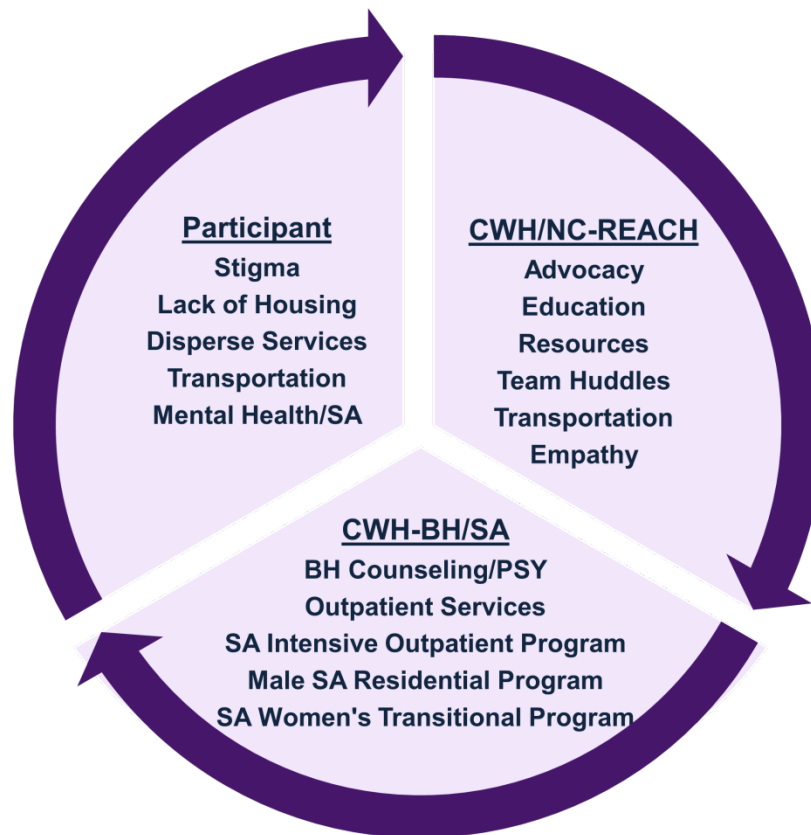 Participant
Stigma
Lack of Housing
Disperse Services
Transportation
Mental Health/SA
CWH/NC-REACH
Advocacy
Education
Resources
Team Huddles
Transportation
Empathy
CWH-BH/SA
BH Counseling/PSY
Outpatient Services
SA Intensive Outpatient Program
Male SA Residential Program
SA Women's Transitional Program